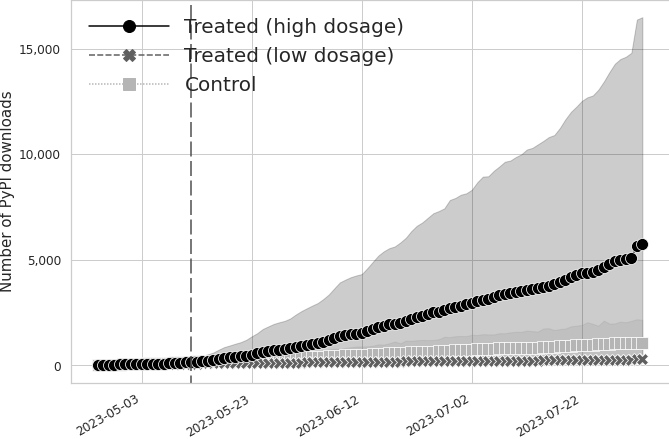 Treated (high dosage)
Treated (low dosage)
Control
Number of PyPI downloads
15,000
10,000
5,000
0
2023-05-03
2023-05-23
2023-06-12
2023-07-02
2023-07-22